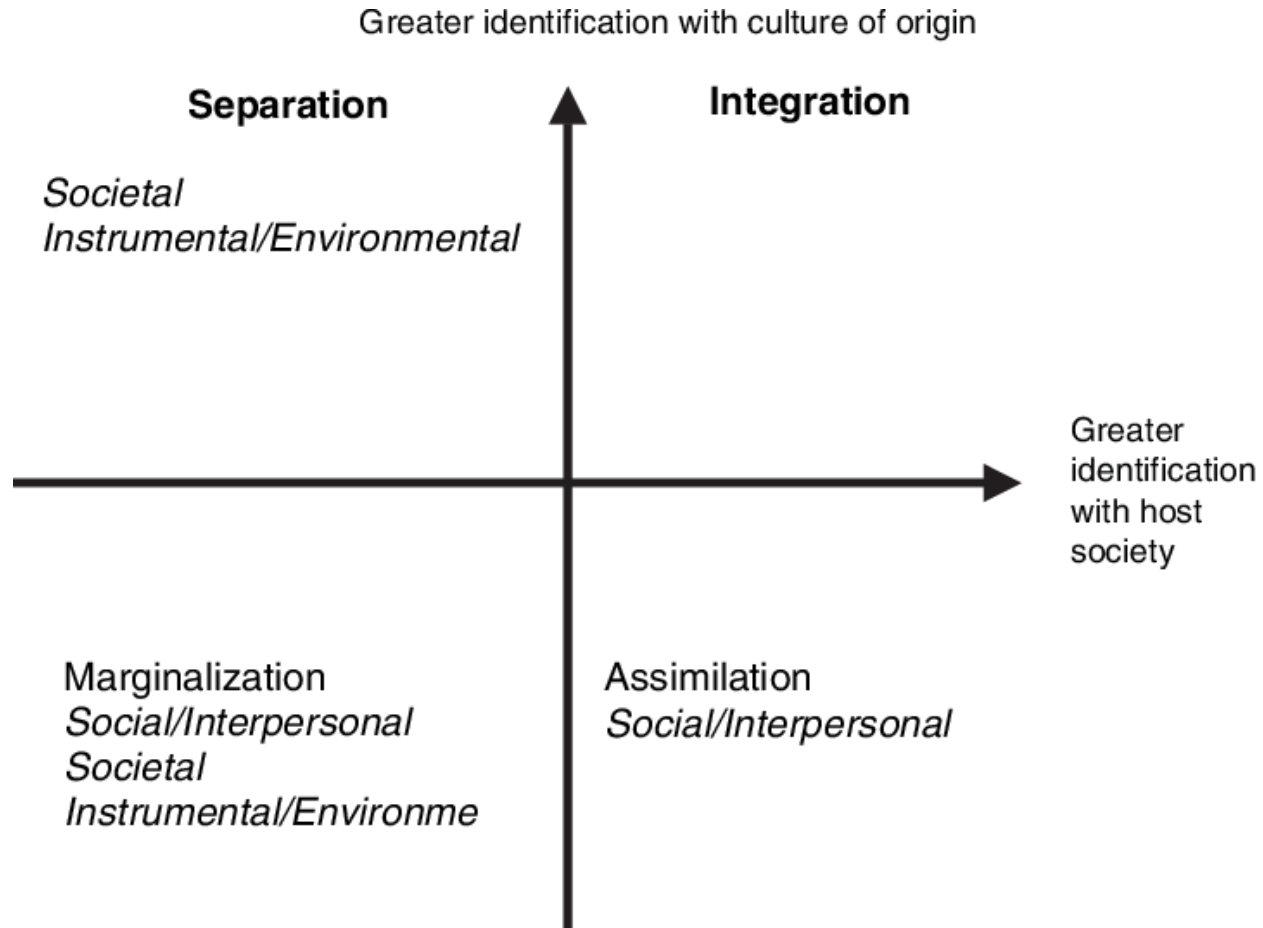 Greater identification with culture of origin
Separation
Integration
Societal
Instrumental/Environmental
Greater
identification
with host
society
Marginalization
Social/Interpersonal
Societal
Instrumental/Environme
Assimilation
Social/Interpersonal